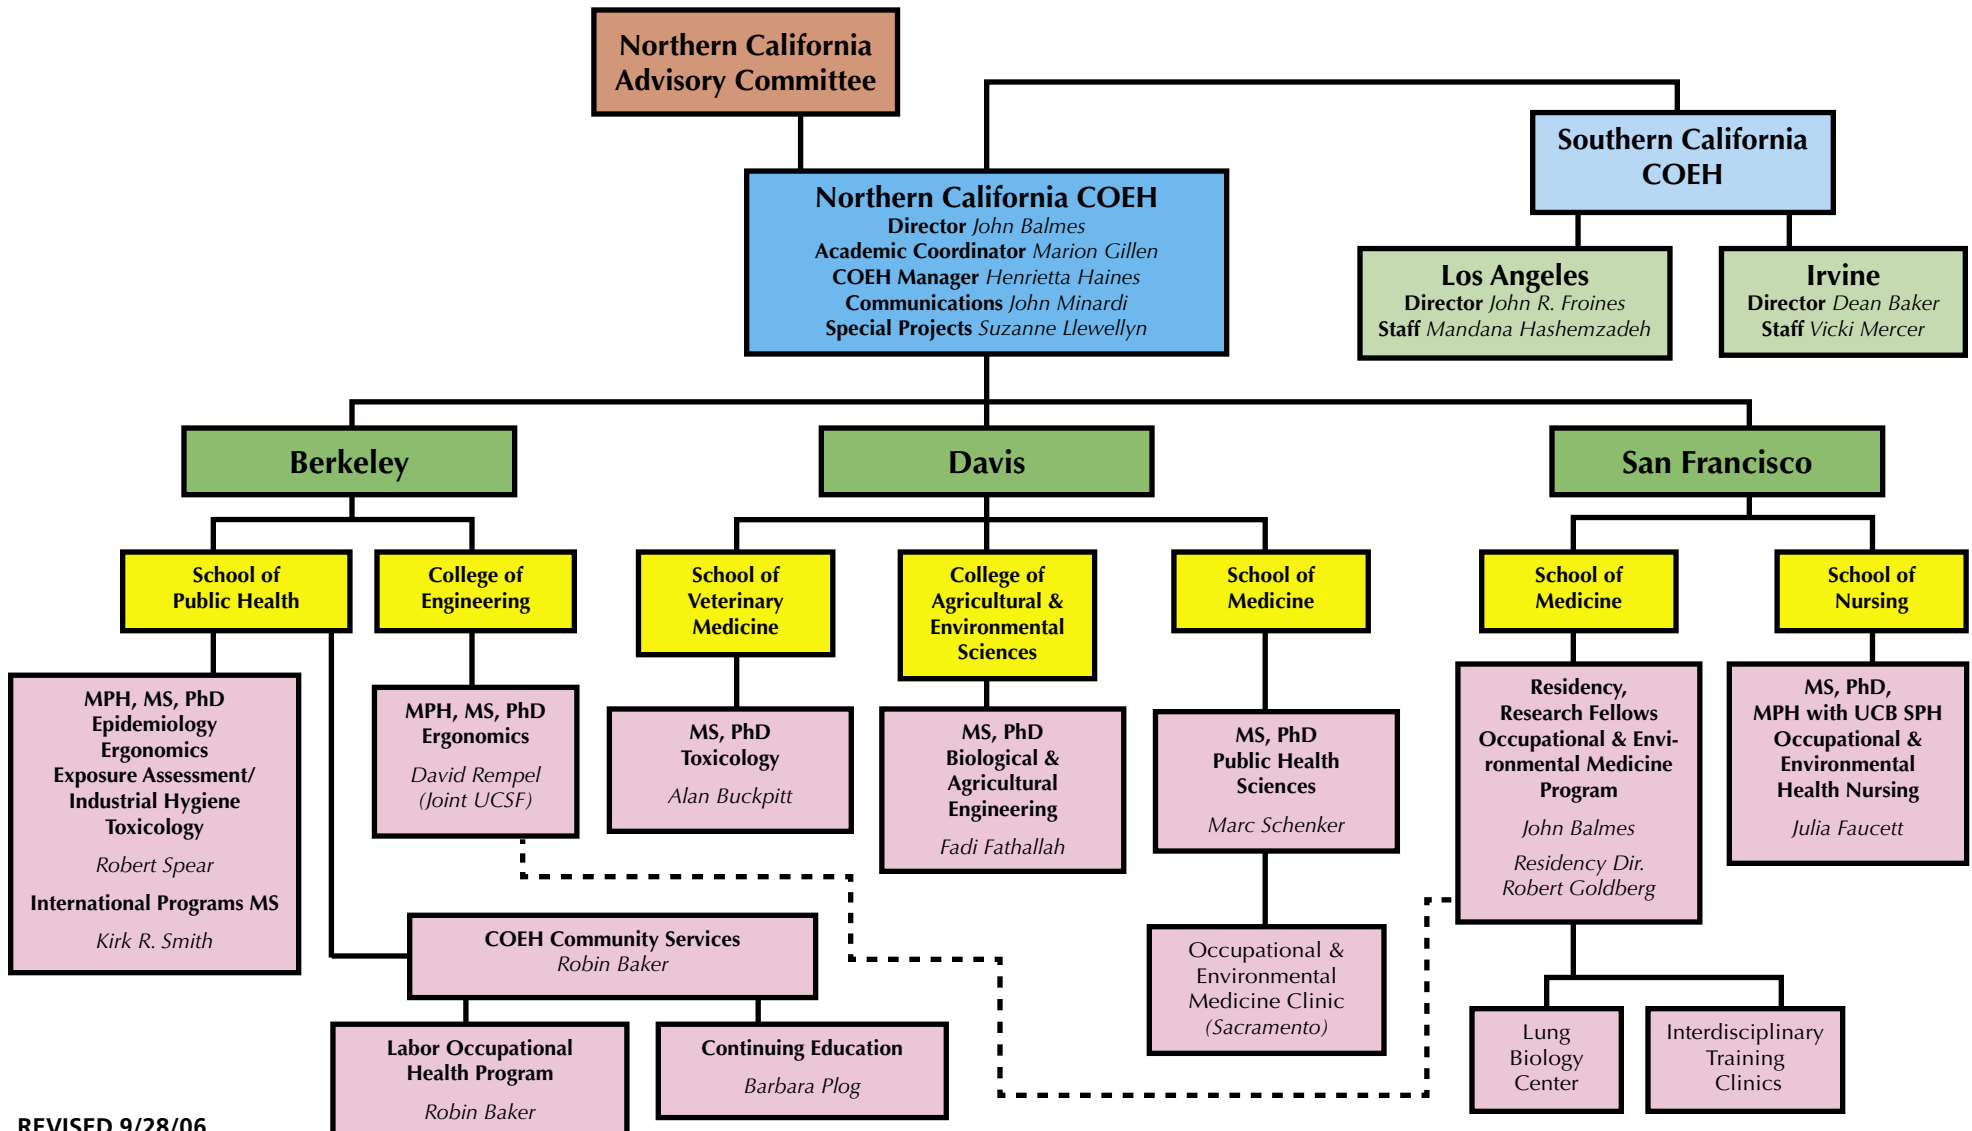 Northern California
Advisory Committee
Southern California
COEH
Northern California COEH
Director John Balmes
Academic Coordinator Marion Gillen
COEH Manager Henrietta Haines
Communications John Minardi
Special Projects Suzanne Llewellyn
Los Angeles
Director John R. Froines
Staff Mandana Hashemzadeh
Irvine
Director Dean Baker
Staff Vicki Mercer
Berkeley
Davis
San Francisco
School of
Public Health
College of
Engineering
School of
Veterinary
Medicine
College of
Agricultural &
Environmental
Sciences
School of
Medicine
School of
Medicine
School of
Nursing
MPH, MS, PhD
Epidemiology
Ergonomics
Exposure Assessment/
Industrial Hygiene
Toxicology
Robert Spear
International Programs MS
Kirk R. Smith
MPH, MS, PhD
Ergonomics
David Rempel
(Joint UCSF)
MS, PhD
Toxicology
Alan Buckpitt
MS, PhD
Biological &
Agricultural
Engineering
Fadi Fathallah
MS, PhD
Public Health
Sciences
Marc Schenker
Residency,
Research Fellows
Occupational & Envi-
ronmental Medicine
Program
John Balmes
Residency Dir.
Robert Goldberg
MS, PhD,
MPH with UCB SPH
Occupational &
Environmental
Health Nursing
Julia Faucett
COEH Community Services
Robin Baker
Occupational &
Environmental
Medicine Clinic
(Sacramento)
Labor Occupational
Health Program
Robin Baker
Continuing Education
Barbara Plog
Lung
Biology
Center
Interdisciplinary
Training
Clinics
REVISED 9/28/06